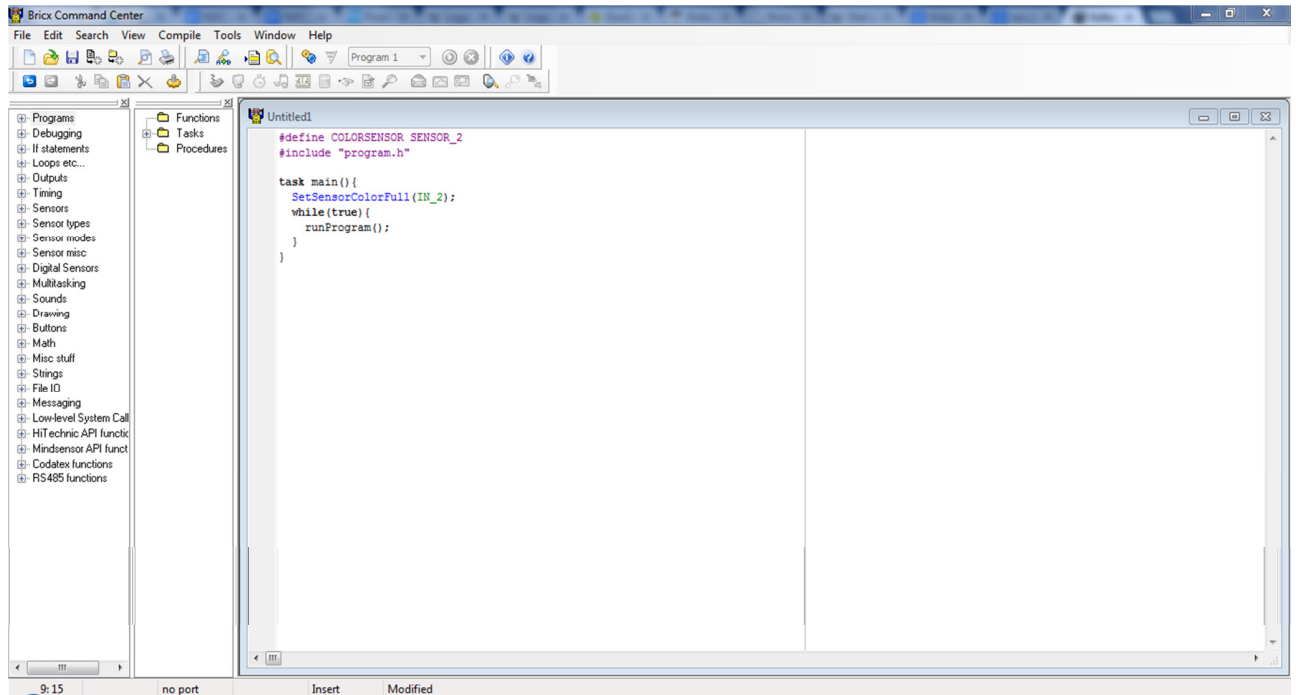 Bricx Command Center
File Edit Search View Compile Tools Window Help
Program 1
Programs
Debugging
If statements
Loops etc...
Outputs
Timing
Sensors
Sensor types
Sensor modes
Sensor misc
Digital Sensors
Multitasking
Sounds
Drawing
Buttons
Math
Misc stuff
Strings
File IO
Messaging
Low-level System Call
HiTechnic API functic
Mindsensor API funct
Codatex functions
RS485 functions
Functions
Tasks
Procedures
Untitled1
#define COLORSENSOR SENSOR_2
#include "program.h"
task main(){
SetSensorColorFull(IN_2);
while(true){
runProgram();
}
}
9:15 no port Insert Modified